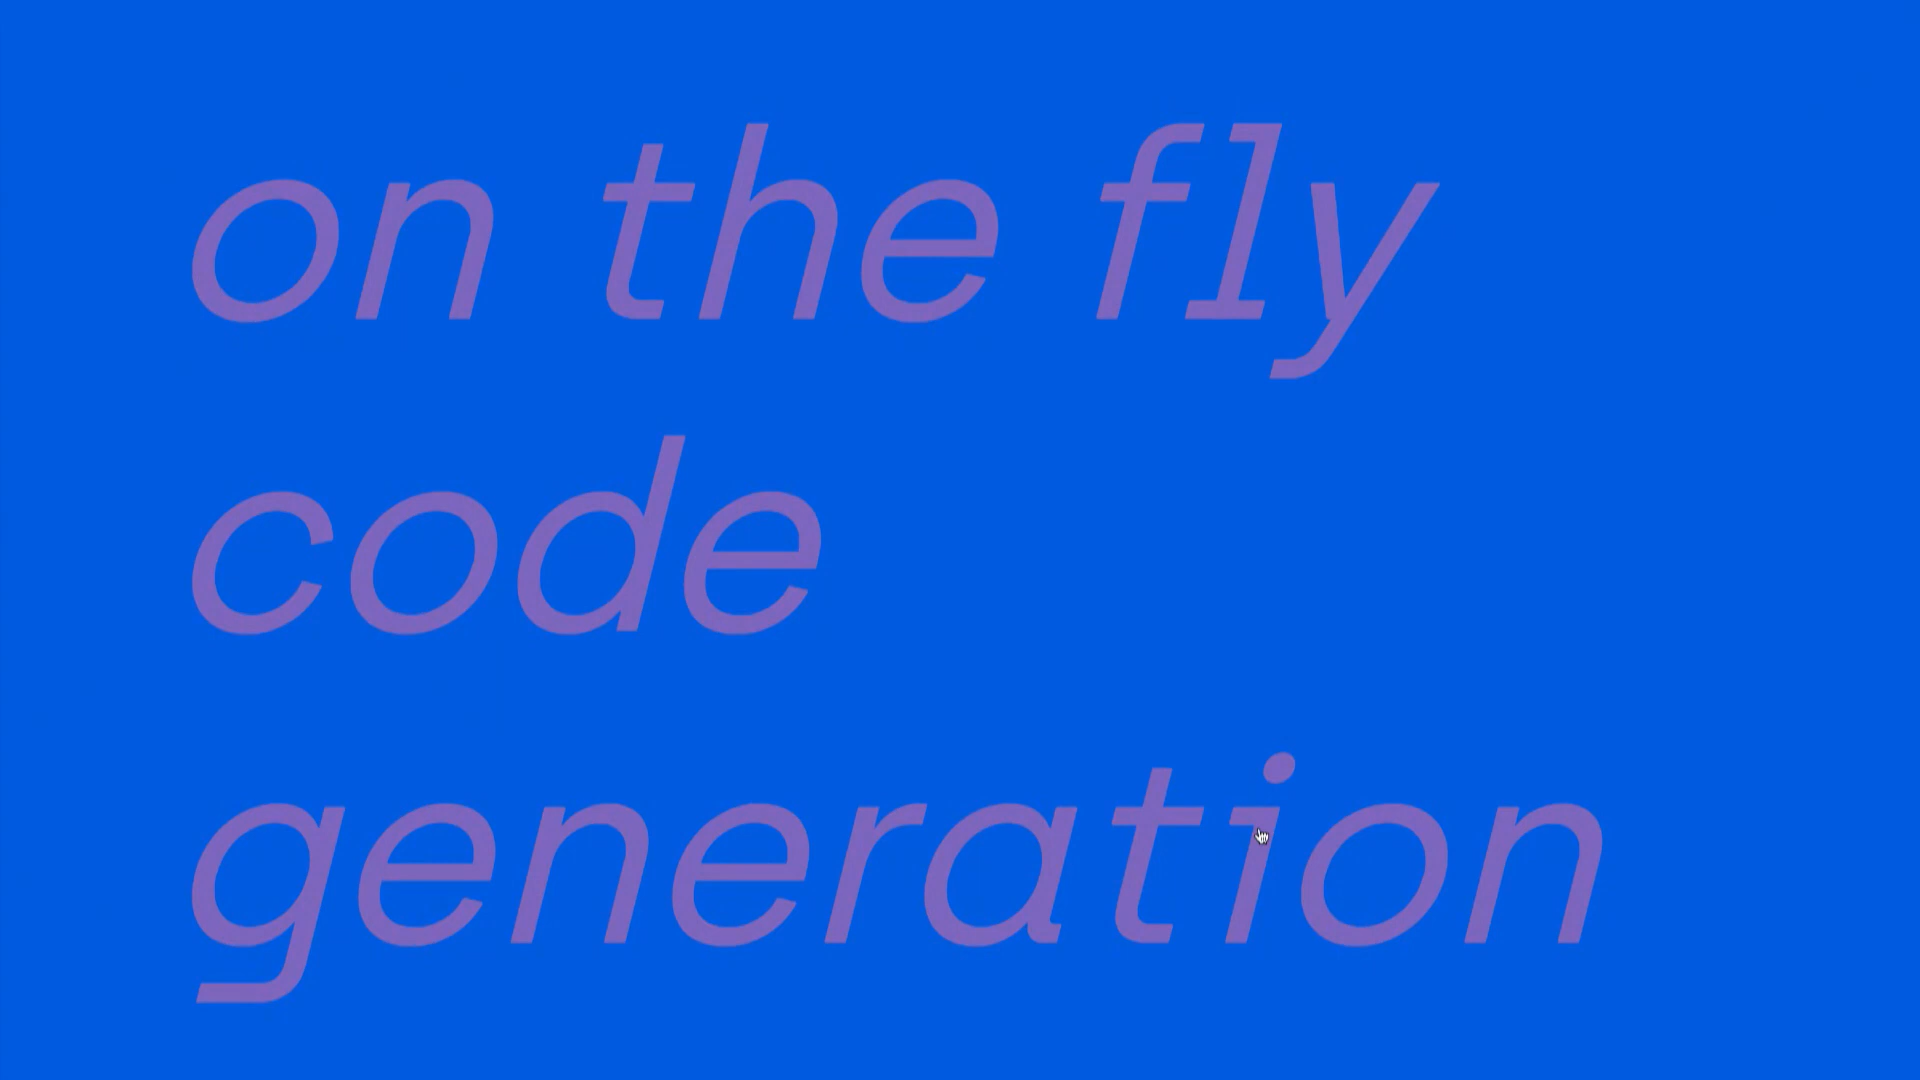 on the fly
code
generation